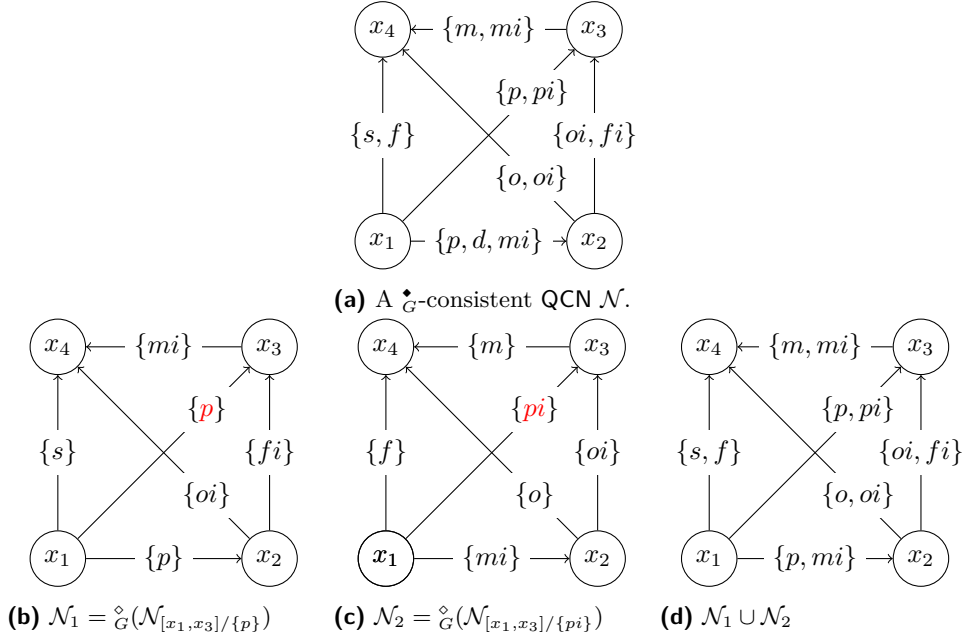 x₄ {m, mi} x₃
{p, pi}
{s, f} {oi, fi}
{o, oi}
x₁ {p, d, mi} x₂
(a) A ◆G-consistent QCN 𝒩.
x₄ {mi} x₃
{p}
{s} {fi}
{oi}
x₁ {p} x₂
(b) 𝒩₁ = ◇G(𝒩[x₁,x₃]/{p})
x₄ {m} x₃
{pi}
{f} {oi}
{o}
x₁ {mi} x₂
(c) 𝒩₂ = ◇G(𝒩[x₁,x₃]/{pi})
x₄ {m, mi} x₃
{p, pi}
{s, f} {oi, fi}
{o, oi}
x₁ {p, mi} x₂
(d) 𝒩₁ ∪ 𝒩₂